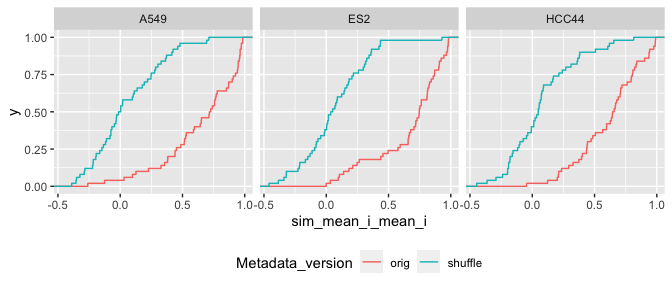 A549 ES2 HCC44
1.00
0.75
0.50
0.25
0.00
y
-0.5 0.0 0.5 1.0 -0.5 0.0 0.5 1.0 -0.5 0.0 0.5 1.0
sim_mean_i_mean_i
Metadata_version orig shuffle